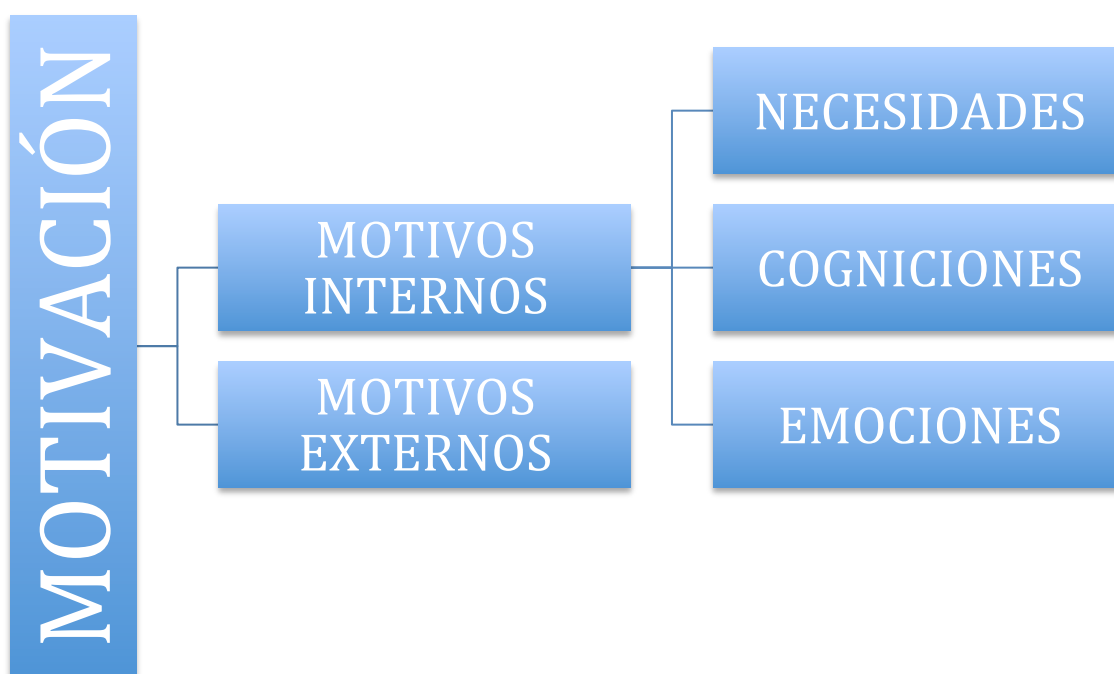 MOTIVACIÓN
MOTIVOS
INTERNOS
NECESIDADES
COGNICIONES
EMOCIONES
MOTIVOS
EXTERNOS